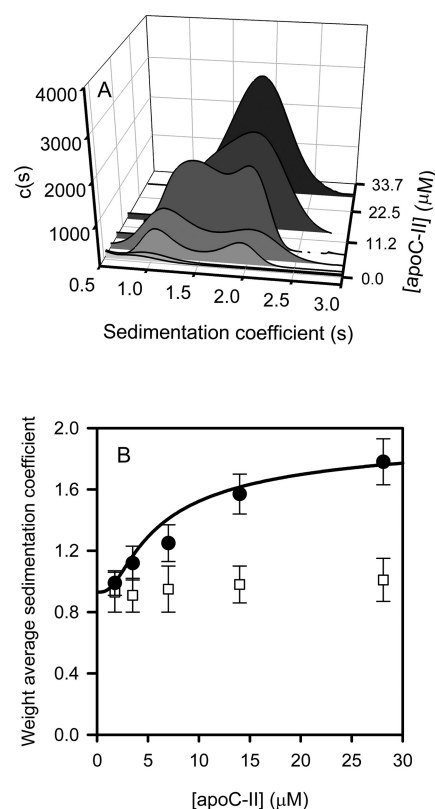 A
4000
3000
2000
1000
c(s)
0.5 1.0 1.5 2.0 2.5 3.0
Sedimentation coefficient (s)
33.7
22.5
11.2
0.0
[apoC-II] (μM)
B
2.0
1.6
1.2
0.8
0.4
0.0
Weight average sedimentation coefficient
0 5 10 15 20 25 30
[apoC-II] (μM)